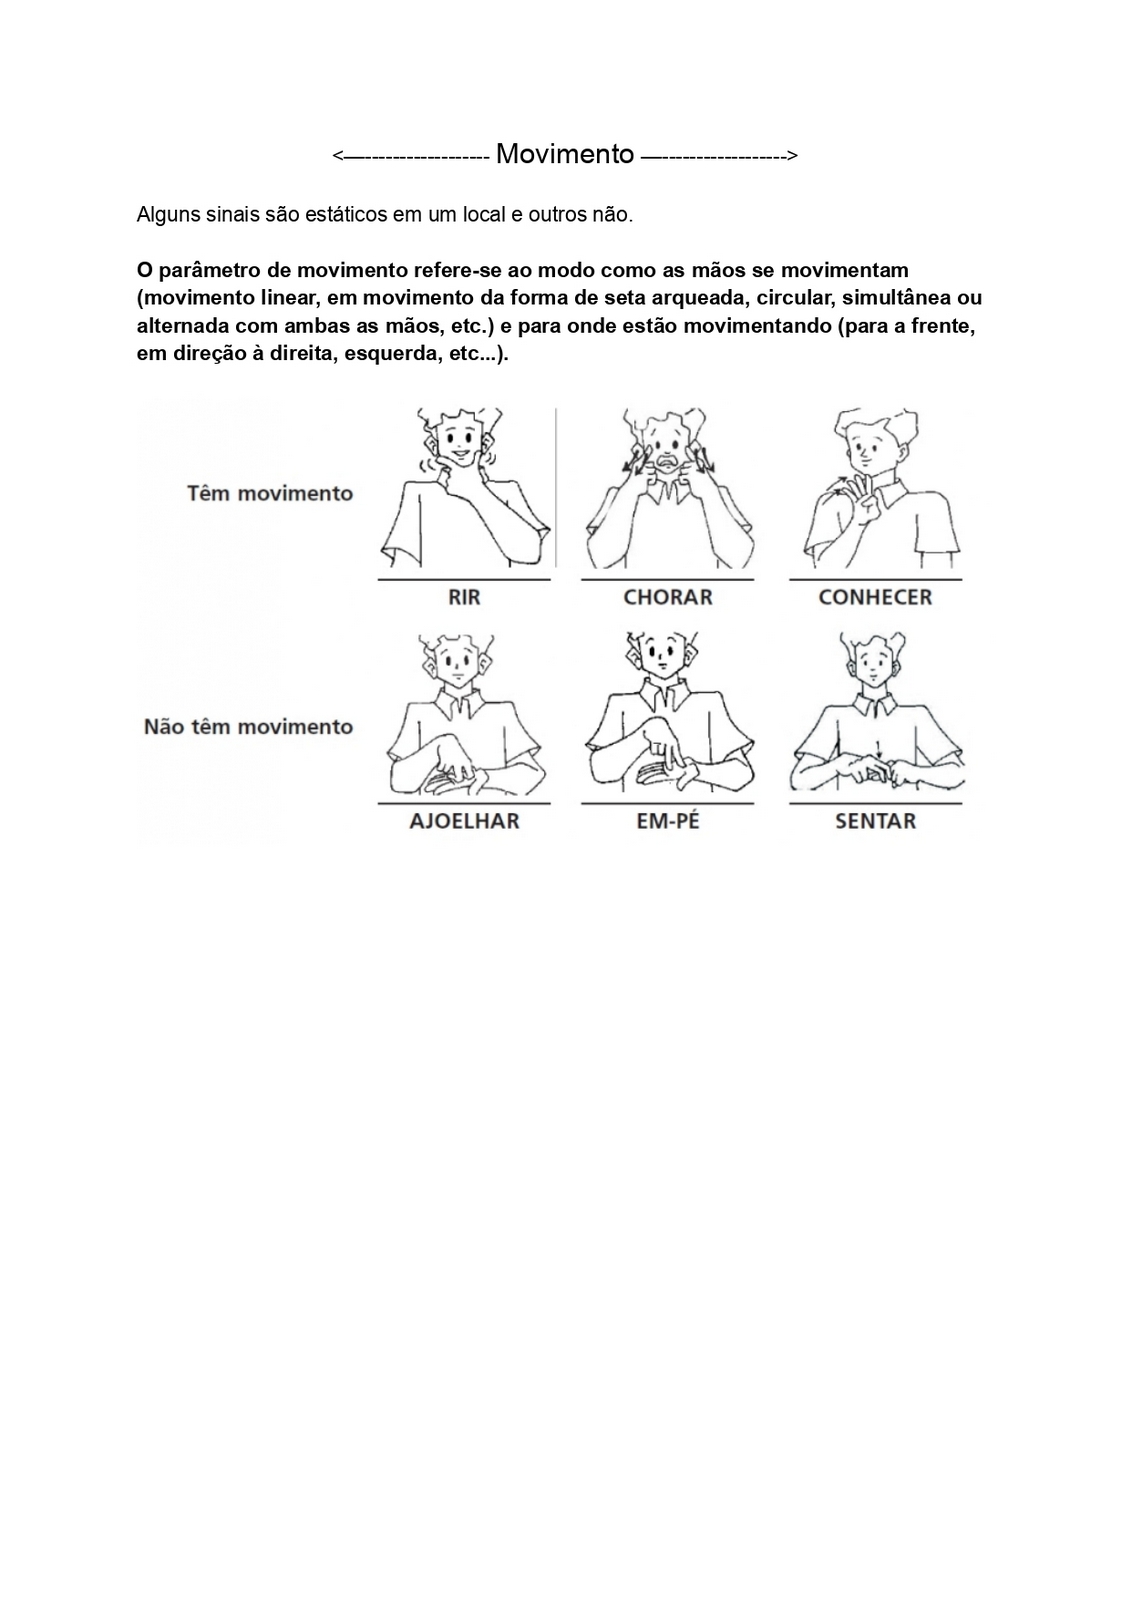 <—------------------- Movimento —------------------->
Alguns sinais são estáticos em um local e outros não.
O parâmetro de movimento refere-se ao modo como as mãos se movimentam
(movimento linear, em movimento da forma de seta arqueada, circular, simultânea ou
alternada com ambas as mãos, etc.) e para onde estão movimentando (para a frente,
em direção à direita, esquerda, etc...).
Têm movimento
RIR
CHORAR
CONHECER
Não têm movimento
AJOELHAR
EM-PÉ
SENTAR